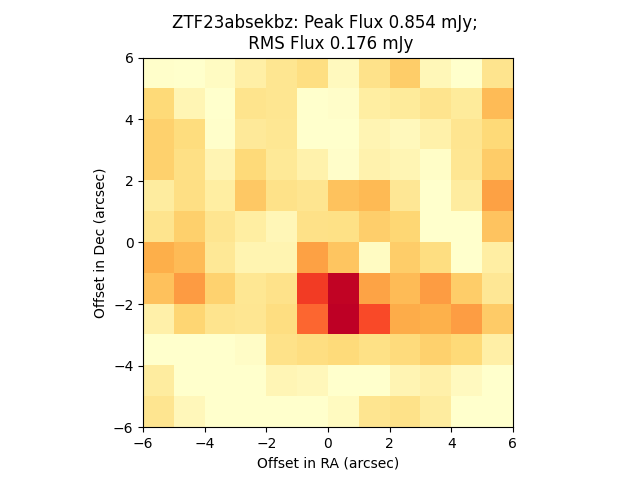 ZTF23absekbz: Peak Flux 0.854 mJy;
RMS Flux 0.176 mJy
6
4
2
0
−2
−4
−6
Offset in Dec (arcsec)
−6 −4 −2 0 2 4 6
Offset in RA (arcsec)